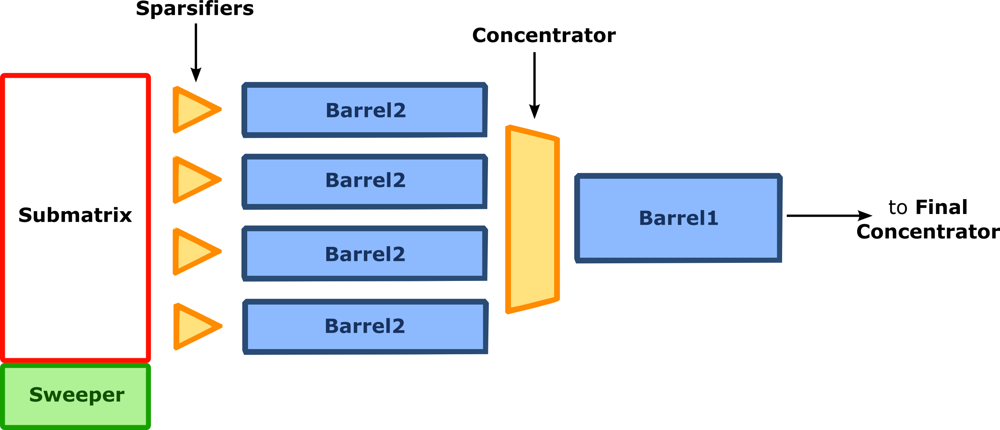 Sparsifiers
Concentrator
Barrel2
Barrel2
Submatrix
Barrel2
Barrel2
Barrel1
to Final
Concentrator
Sweeper